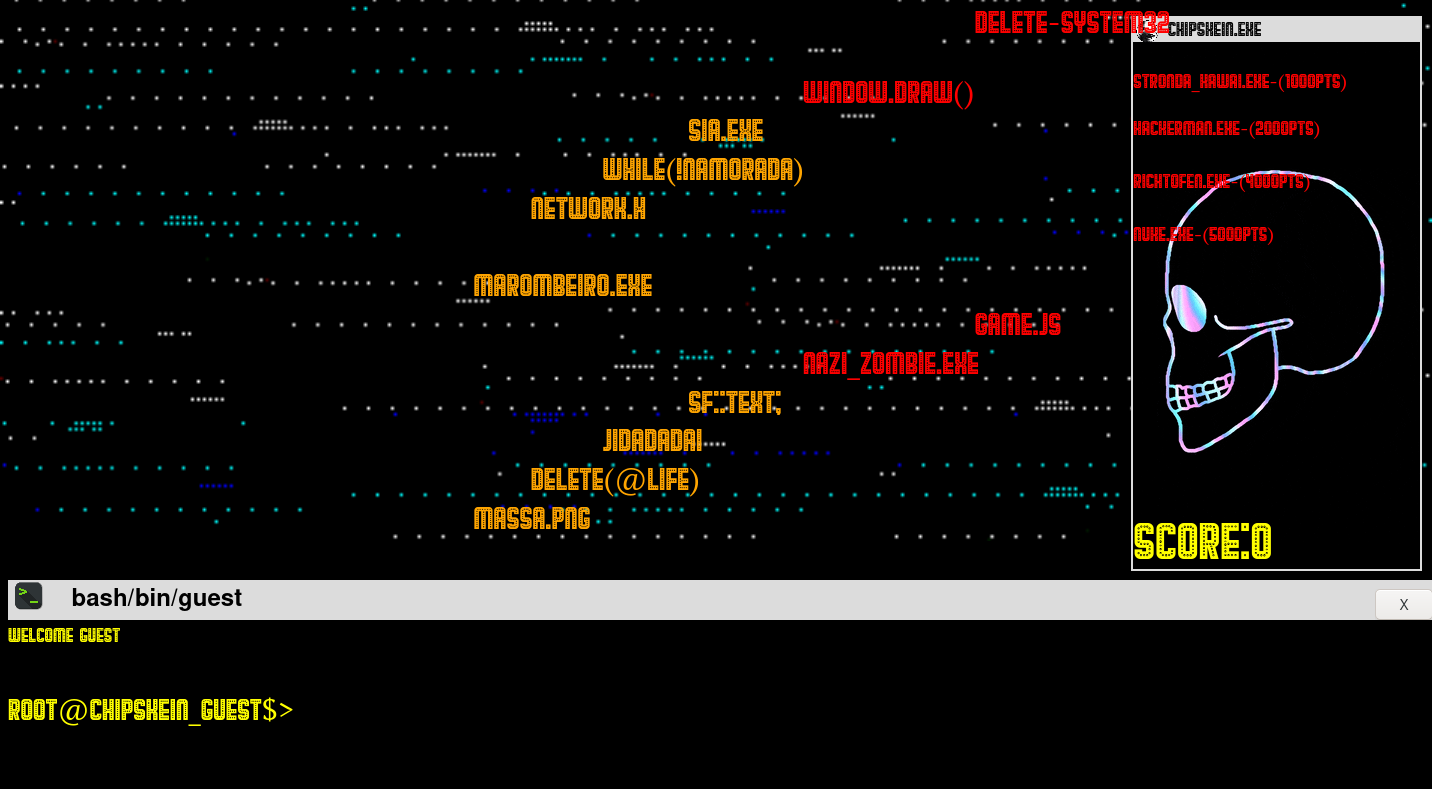 DELETE-SYSTEM32
CHIPSHEIN.EXE
STRONDA_KAWAI.EXE-(1000PTS)
WINDOW.DRAW()
SIA.EXE
HACKERMAN.EXE-(2000PTS)
WHILE(!NAMORADA)
RICHTOFEN.EXE-(4000PTS)
NETWORK.H
NUKE.EXE-(5000PTS)
MAROMBEIRO.EXE
GAME.JS
NAZI_ZOMBIE.EXE
SF::TEXT;
JIDADADA!
DELETE(@LIFE)
MASSA.PNG
SCORE:0
>_
bash/bin/guest
X
WELCOME GUEST
ROOT@CHIPSHEIN_GUEST$>